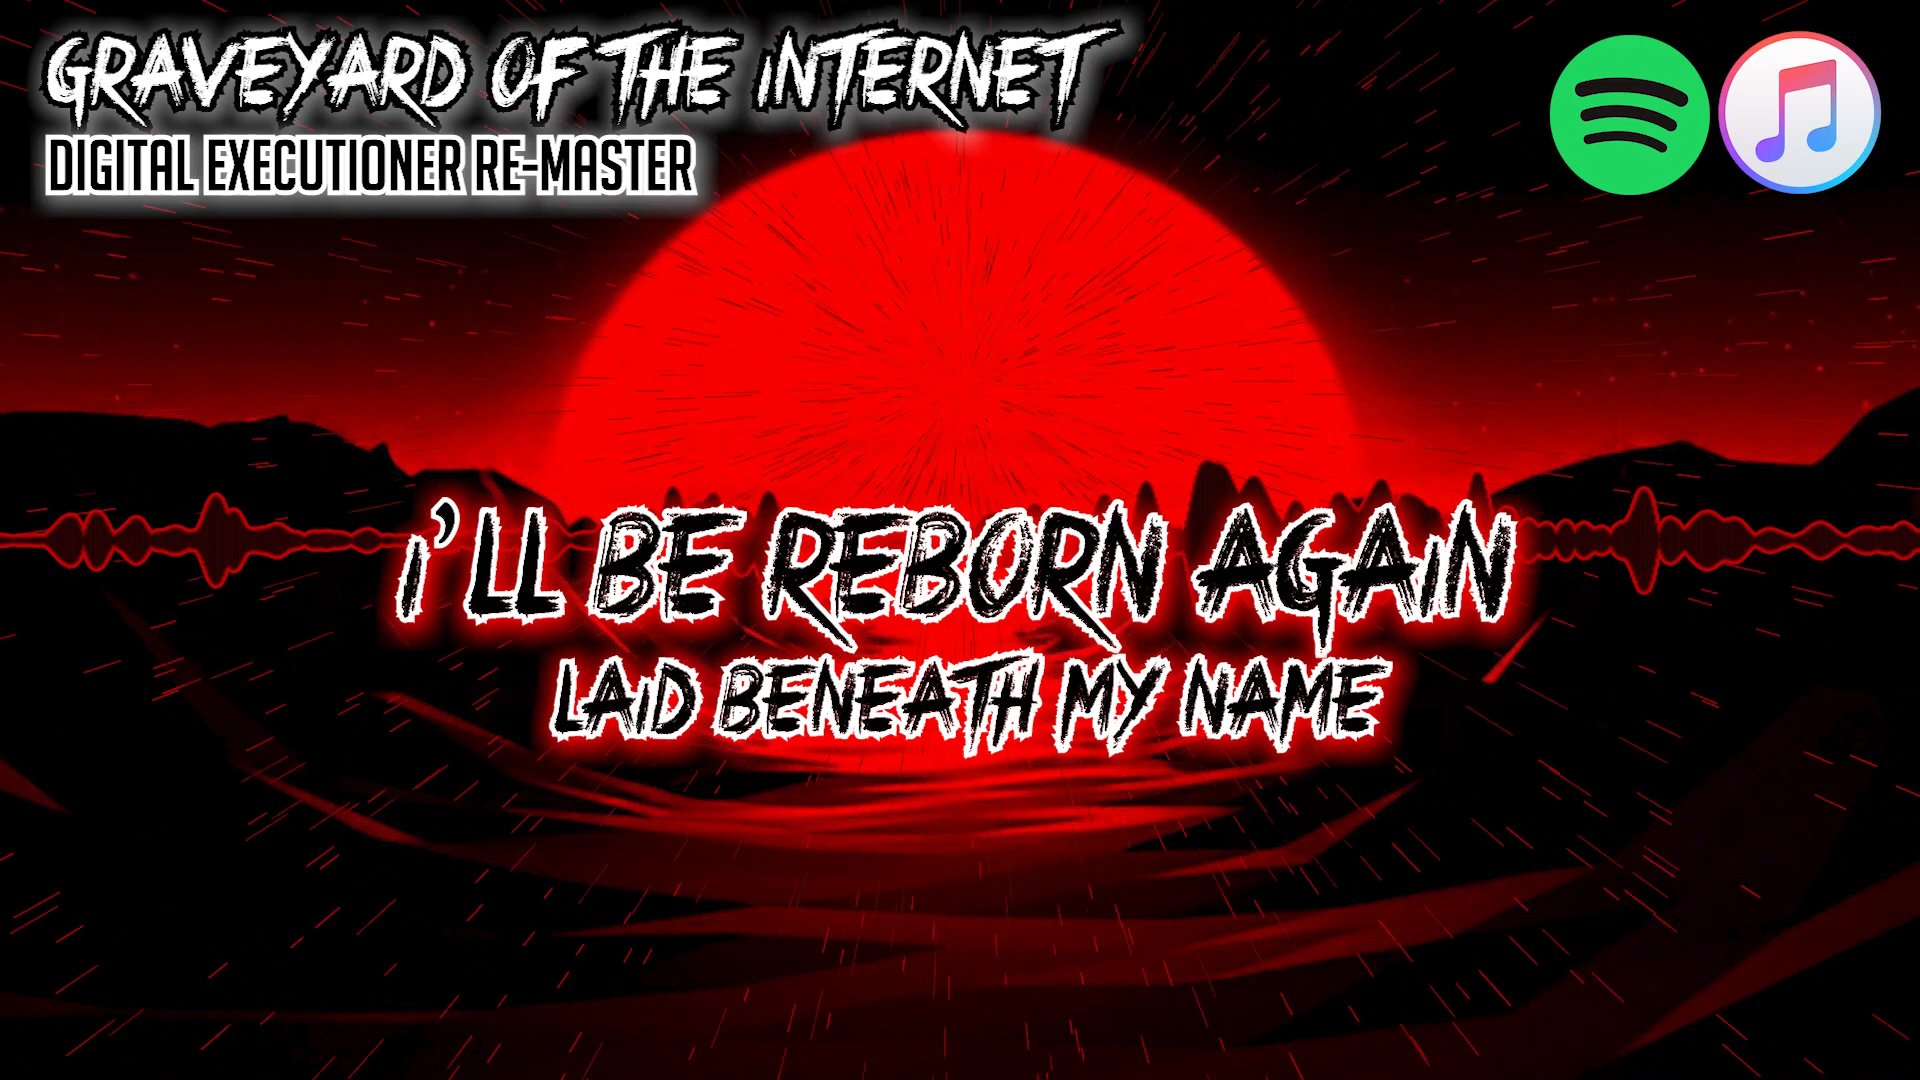 GRAVEYARD OF THE iNTERNET
DIGITAL EXECUTIONER RE-MASTER
i'LL BE REBORN AGAiN
LAiD BENEATH MY NAME